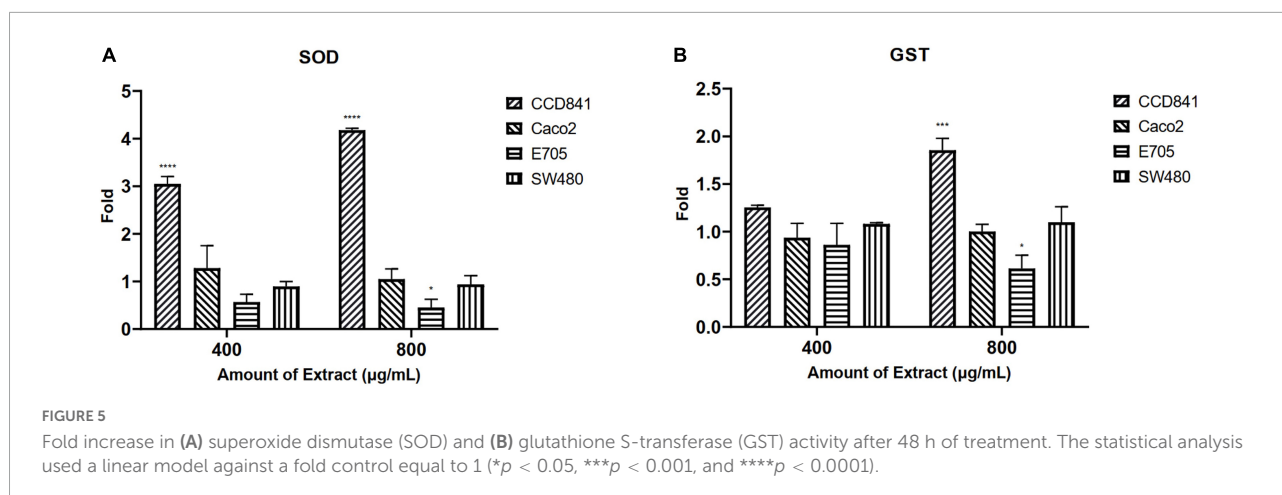 A
SOD
5
4
3
2
1
0
Fold
****
****
*
400
800
Amount of Extract (µg/mL)
CCD841
Caco2
E705
SW480
B
GST
2.5
2.0
1.5
1.0
0.5
0.0
Fold
***
*
400
800
Amount of Extract (µg/mL)
CCD841
Caco2
E705
SW480
FIGURE 5
Fold increase in (A) superoxide dismutase (SOD) and (B) glutathione S-transferase (GST) activity after 48 h of treatment. The statistical analysis
used a linear model against a fold control equal to 1 (*p < 0.05, ***p < 0.001, and ****p < 0.0001).